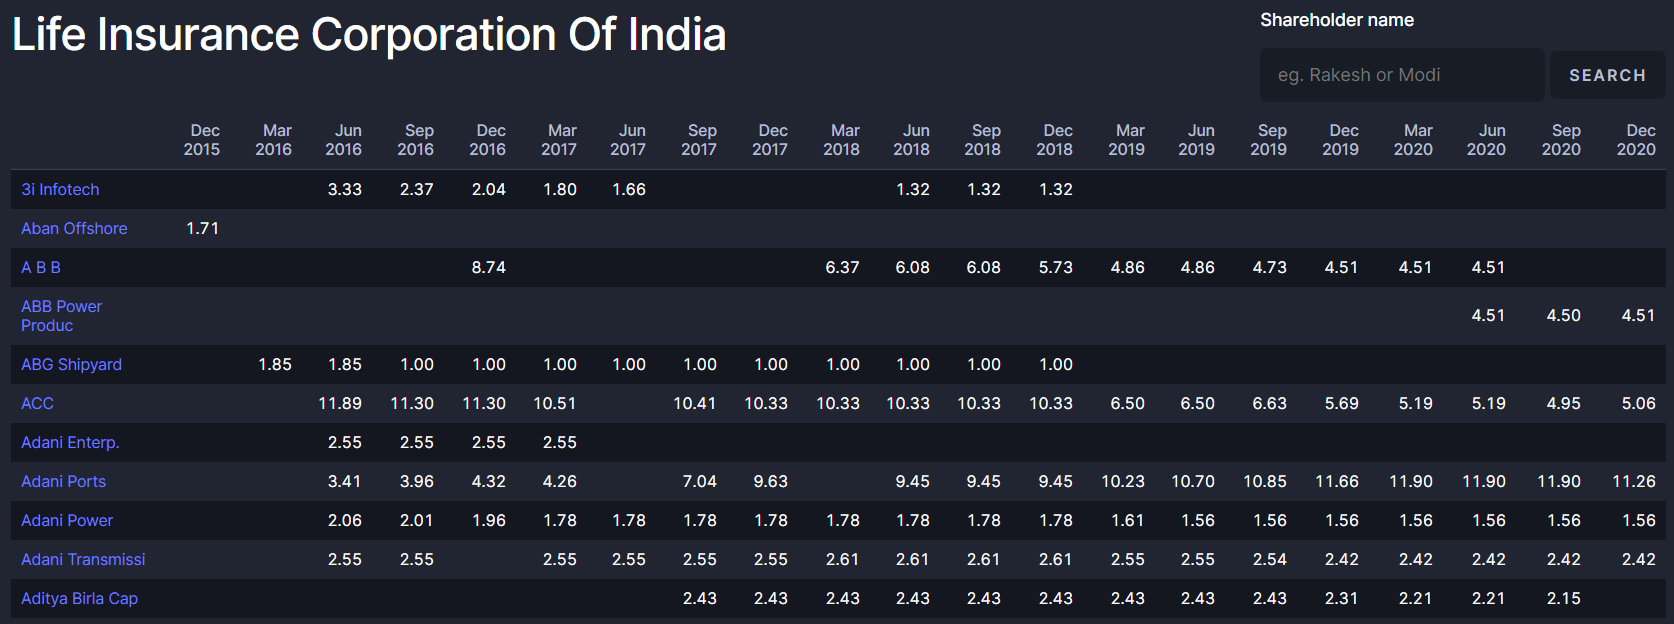 Life Insurance Corporation Of India
Shareholder name
eg. Rakesh or Modi
SEARCH
Dec 2015 Mar 2016 Jun 2016 Sep 2016 Dec 2016 Mar 2017 Jun 2017 Sep 2017 Dec 2017 Mar 2018 Jun 2018 Sep 2018 Dec 2018 Mar 2019 Jun 2019 Sep 2019 Dec 2019 Mar 2020 Jun 2020 Sep 2020 Dec 2020
3i Infotech 3.33 2.37 2.04 1.80 1.66 1.32 1.32 1.32
Aban Offshore 1.71
A B B 8.74 6.37 6.08 6.08 5.73 4.86 4.86 4.73 4.51 4.51 4.51
ABB Power Produc 4.51 4.50 4.51
ABG Shipyard 1.85 1.85 1.00 1.00 1.00 1.00 1.00 1.00 1.00 1.00 1.00 1.00
ACC 11.89 11.30 11.30 10.51 10.41 10.33 10.33 10.33 10.33 10.33 6.50 6.50 6.63 5.69 5.19 5.19 4.95 5.06
Adani Enterp. 2.55 2.55 2.55 2.55
Adani Ports 3.41 3.96 4.32 4.26 7.04 9.63 9.45 9.45 9.45 10.23 10.70 10.85 11.66 11.90 11.90 11.90 11.26
Adani Power 2.06 2.01 1.96 1.78 1.78 1.78 1.78 1.78 1.78 1.78 1.78 1.61 1.56 1.56 1.56 1.56 1.56 1.56 1.56
Adani Transmissi 2.55 2.55 2.55 2.55 2.55 2.55 2.61 2.61 2.61 2.61 2.55 2.55 2.54 2.42 2.42 2.42 2.42 2.42
Aditya Birla Cap 2.43 2.43 2.43 2.43 2.43 2.43 2.43 2.43 2.43 2.31 2.21 2.21 2.15